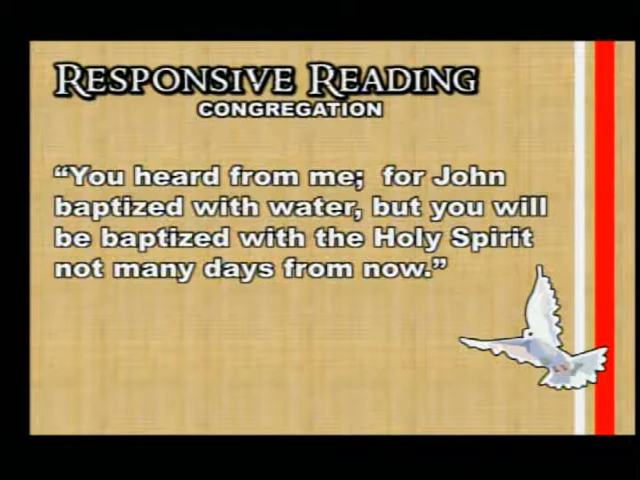 RESPONSIVE READING
CONGREGATION
“You heard from me;  for John
baptized with water, but you will
be baptized with the Holy Spirit
not many days from now.”